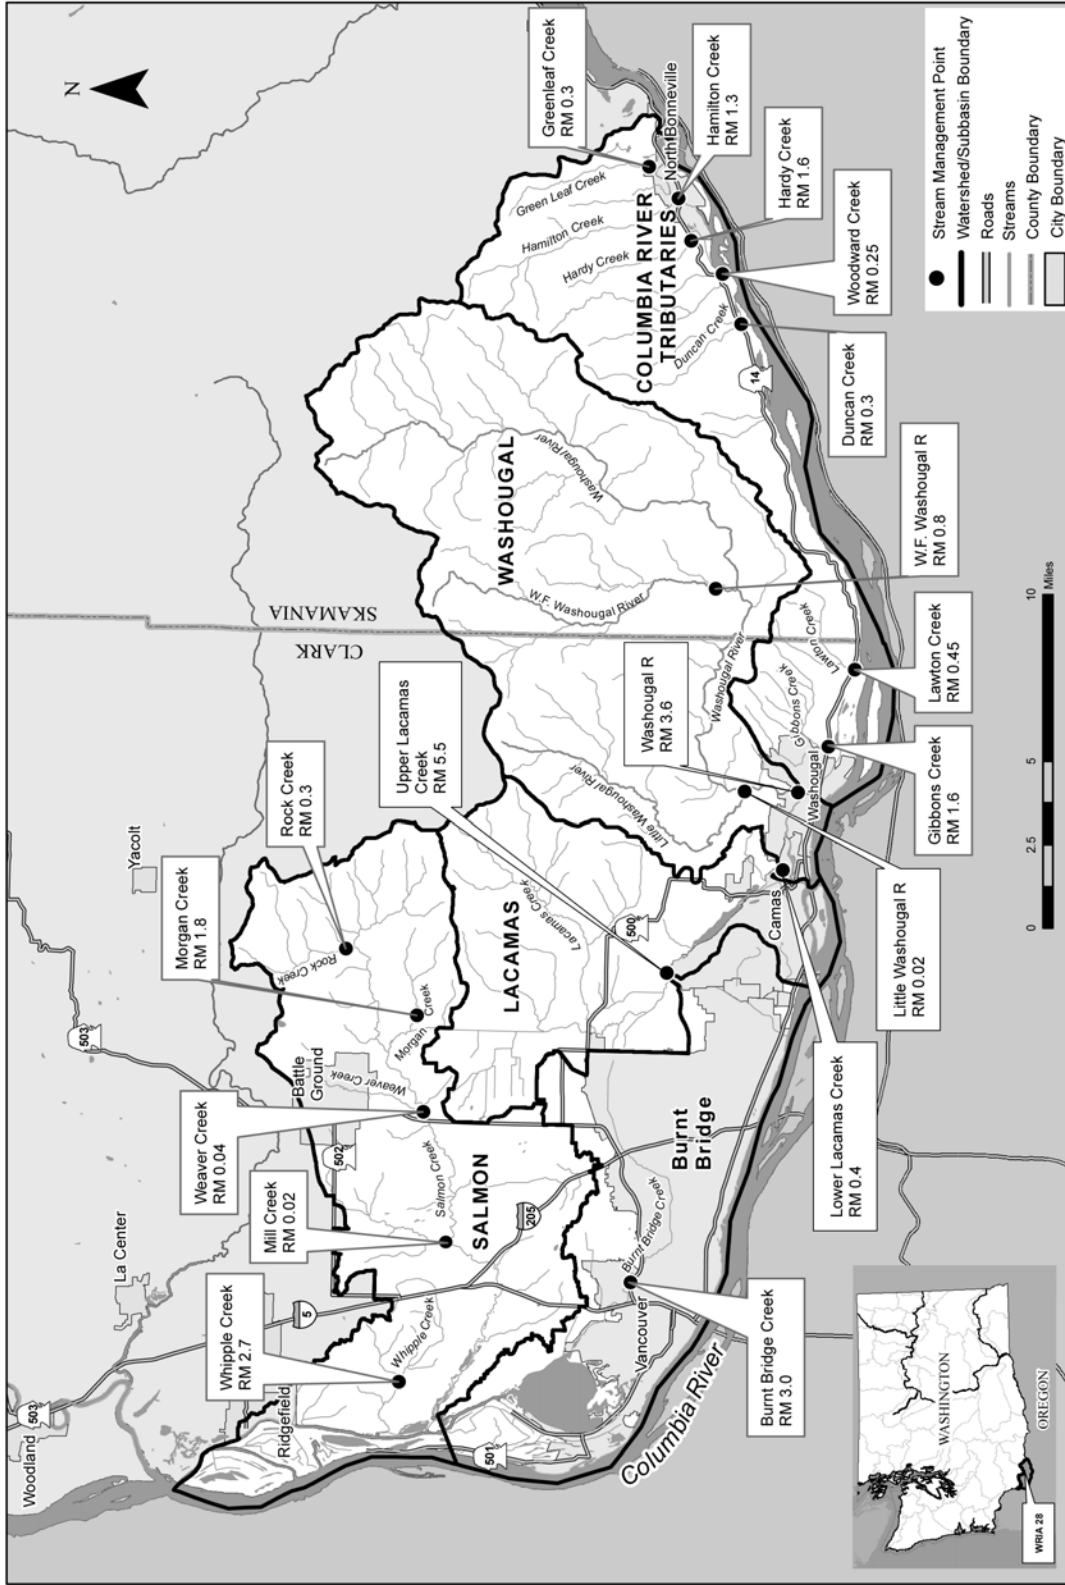 N
Woodland
503
La Center
503
Yacolt
Whipple Creek
RM 2.7
Mill Creek
RM 0.02
Weaver Creek
RM 0.04
Morgan Creek
RM 1.8
Rock Creek
RM 0.3
Upper Lacamas
Creek
RM 5.5
Washougal R
RM 3.6
Greenleaf Creek
RM 0.3
Hamilton Creek
RM 1.3
Hardy Creek
RM 1.6
Woodward Creek
RM 0.25
Duncan Creek
RM 0.3
W.F. Washougal R
RM 0.8
Lawton Creek
RM 0.45
Gibbons Creek
RM 1.6
Little Washougal R
RM 0.02
Lower Lacamas Creek
RM 0.4
Burnt Bridge Creek
RM 3.0
Ridgefield
5
502
Battle
Ground
Rock Creek
Morgan
Creek
Weaver Creek
Salmon Creek
Whipple Creek
SALMON
205
501
Vancouver
Burnt Bridge Creek
Burnt
Bridge
Columbia River
LACAMAS
Lacamas Creek
500
Camas
CLARK
SKAMANIA
WASHOUGAL
Washougal River
W.F. Washougal River
Washougal River
Little Washougal River
Washougal
Gibbons Creek
Lawton Creek
COLUMBIA RIVER
TRIBUTARIES
Green Leaf Creek
Hamilton Creek
Hardy Creek
Duncan Creek
14
North Bonneville
0
2.5
5
10
Miles
Stream Management Point
Watershed/Subbasin Boundary
Roads
Streams
County Boundary
City Boundary
WASHINGTON
OREGON
WRIA 28